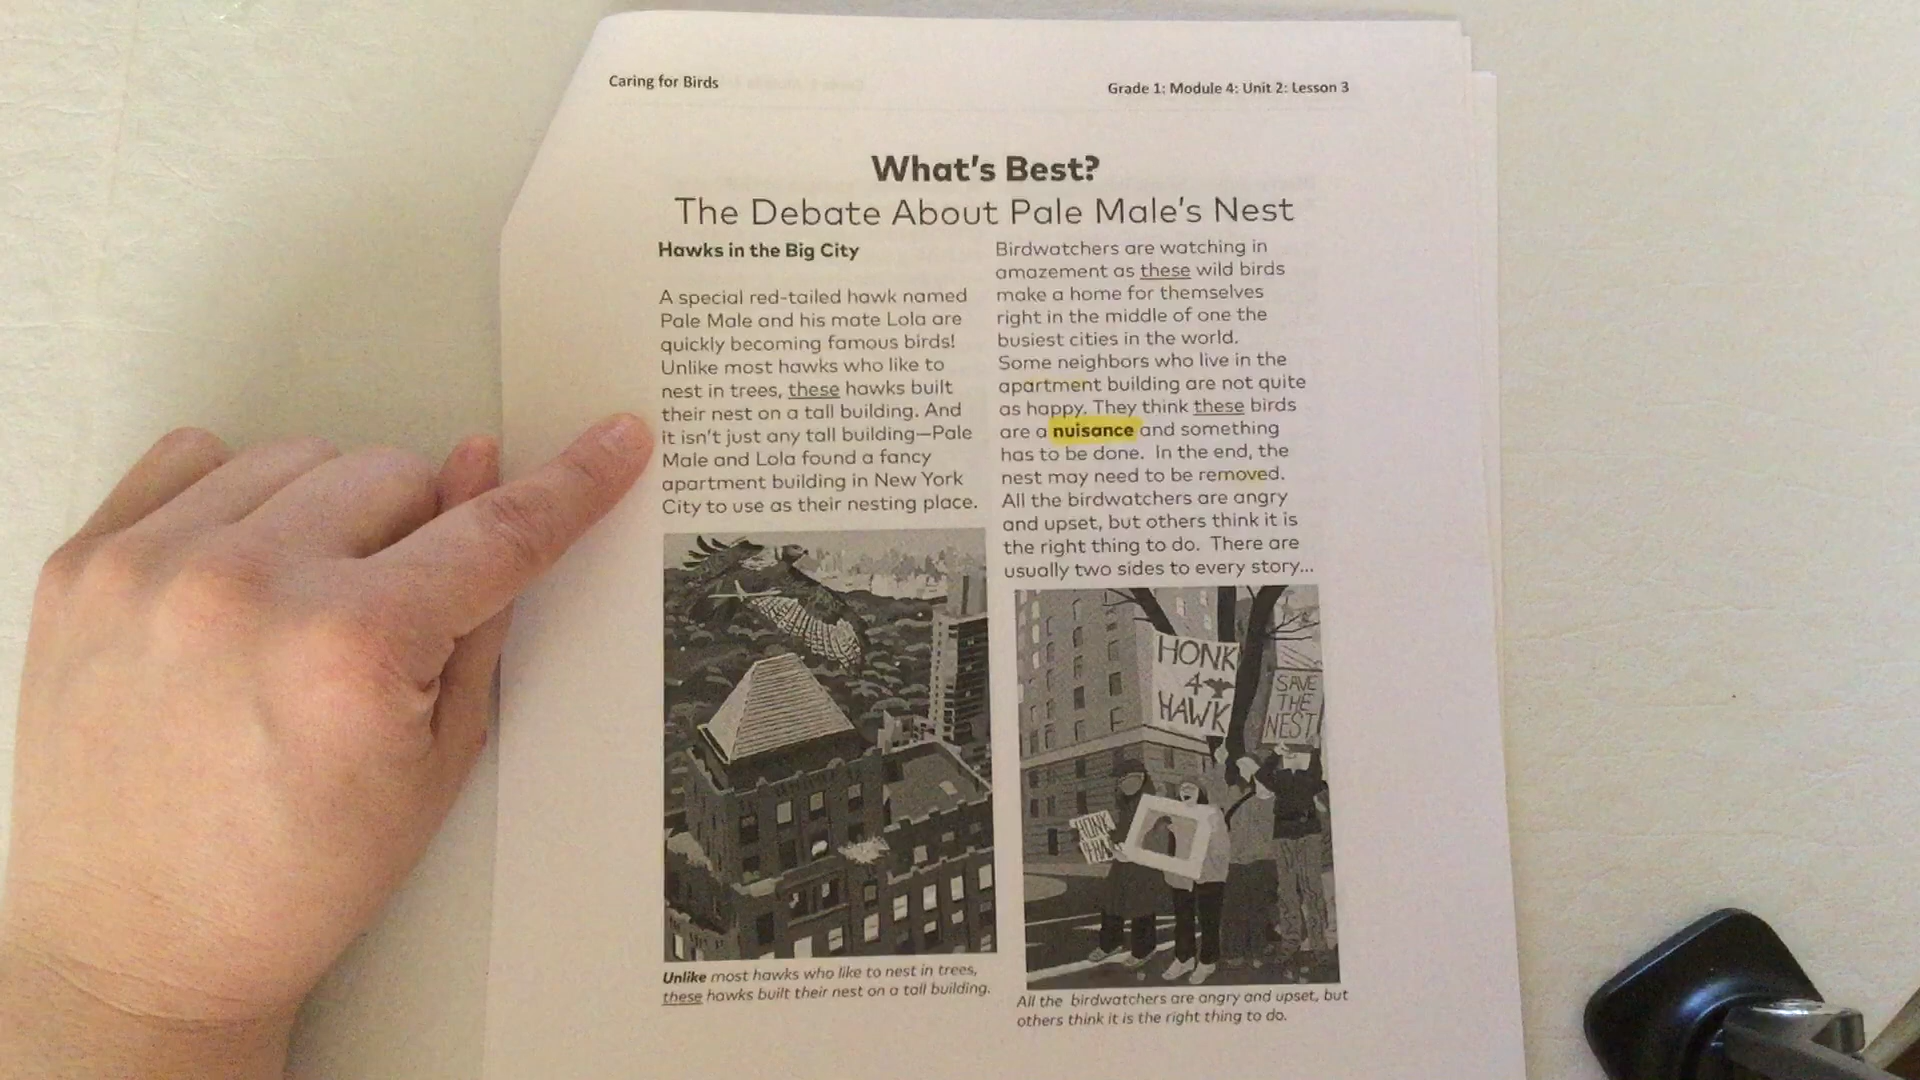 Caring for Birds
Grade 1: Module 4: Unit 2: Lesson 3
What's Best?
The Debate About Pale Male's Nest
Hawks in the Big City
A special red-tailed hawk named
Pale Male and his mate Lola are
quickly becoming famous birds!
Unlike most hawks who like to
nest in trees, these hawks built
their nest on a tall building. And
it isn't just any tall building—Pale
Male and Lola found a fancy
apartment building in New York
City to use as their nesting place.
Unlike most hawks who like to nest in trees,
these hawks built their nest on a tall building.
Birdwatchers are watching in
amazement as these wild birds
make a home for themselves
right in the middle of one the
busiest cities in the world.
Some neighbors who live in the
apartment building are not quite
as happy. They think these birds
are a nuisance and something
has to be done. In the end, the
nest may need to be removed.
All the birdwatchers are angry
and upset, but others think it is
the right thing to do. There are
usually two sides to every story...
HONK
4
HAWK
SAVE
THE
NEST
HONK
All the birdwatchers are angry and upset, but
others think it is the right thing to do.